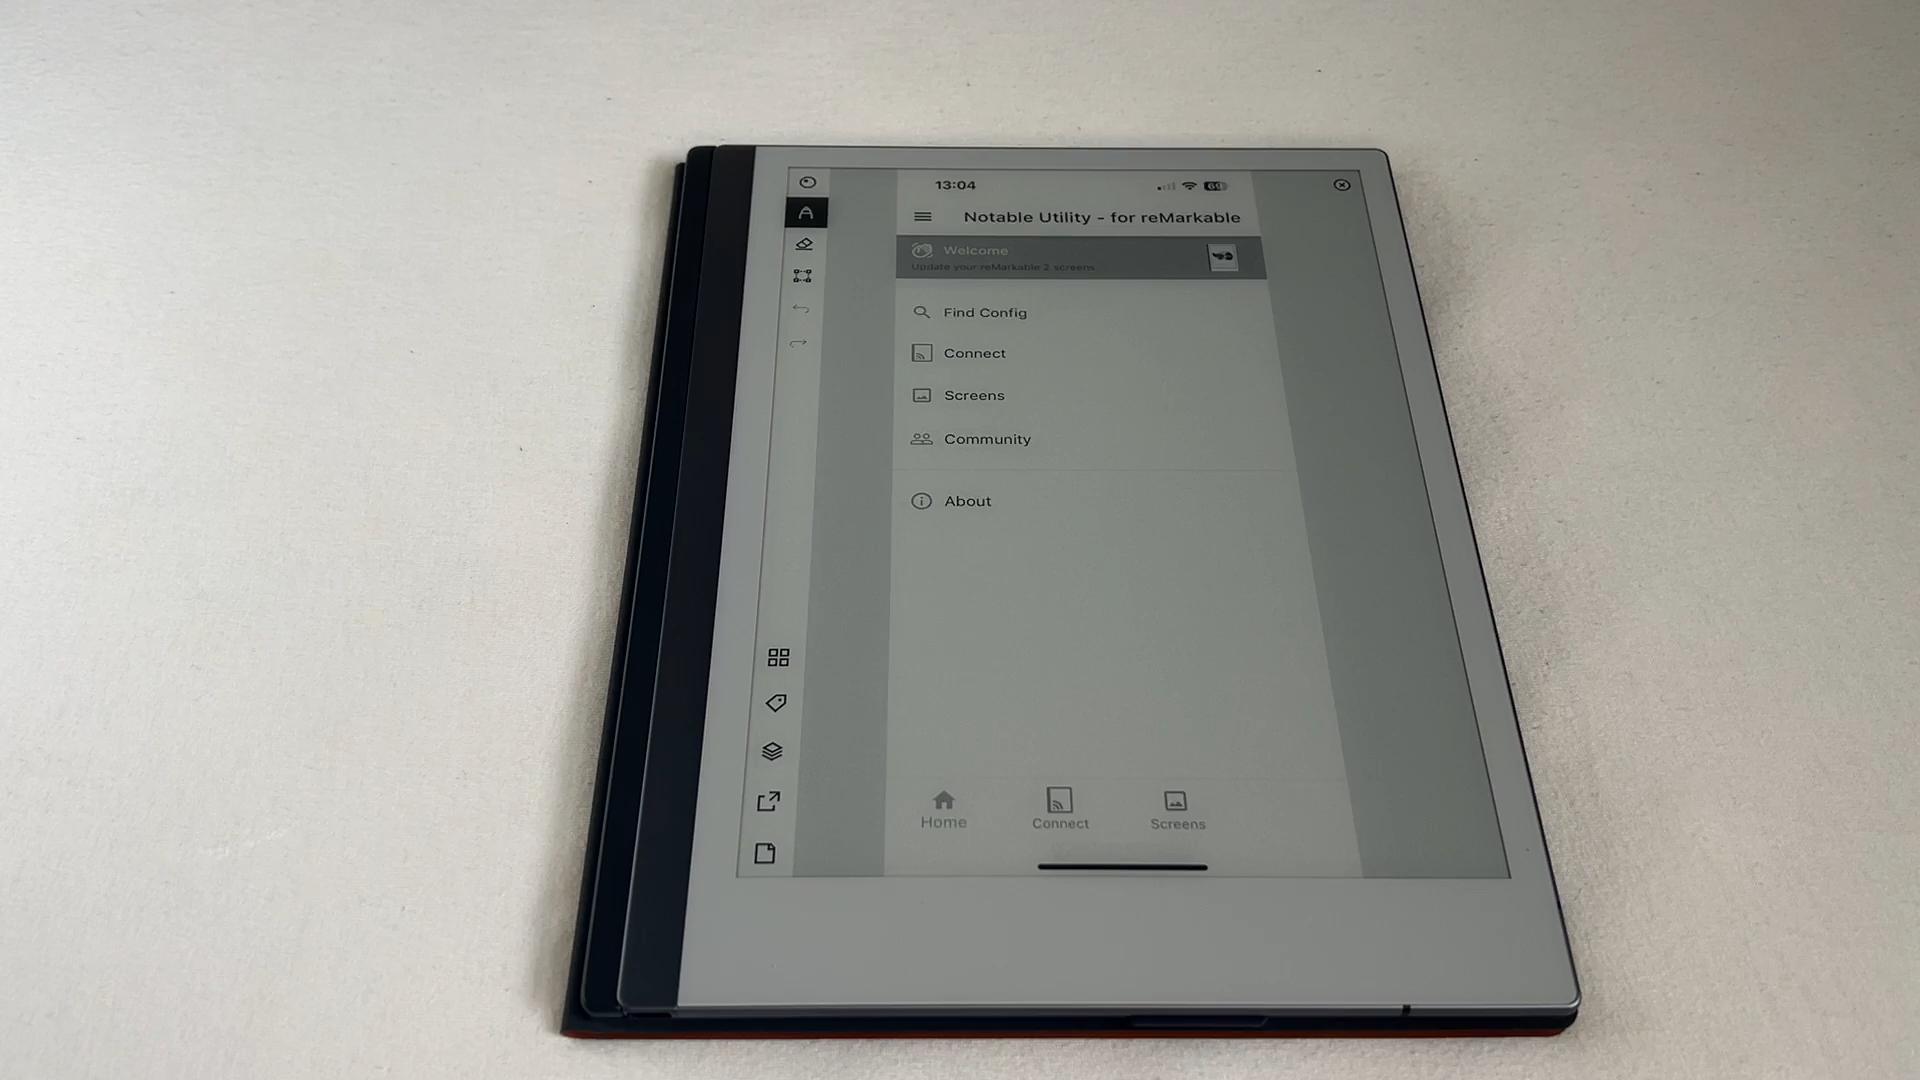 13:04
60
Notable Utility - for reMarkable
Welcome
Update your reMarkable 2 screens
Find Config
Connect
Screens
Community
About
Home
Connect
Screens